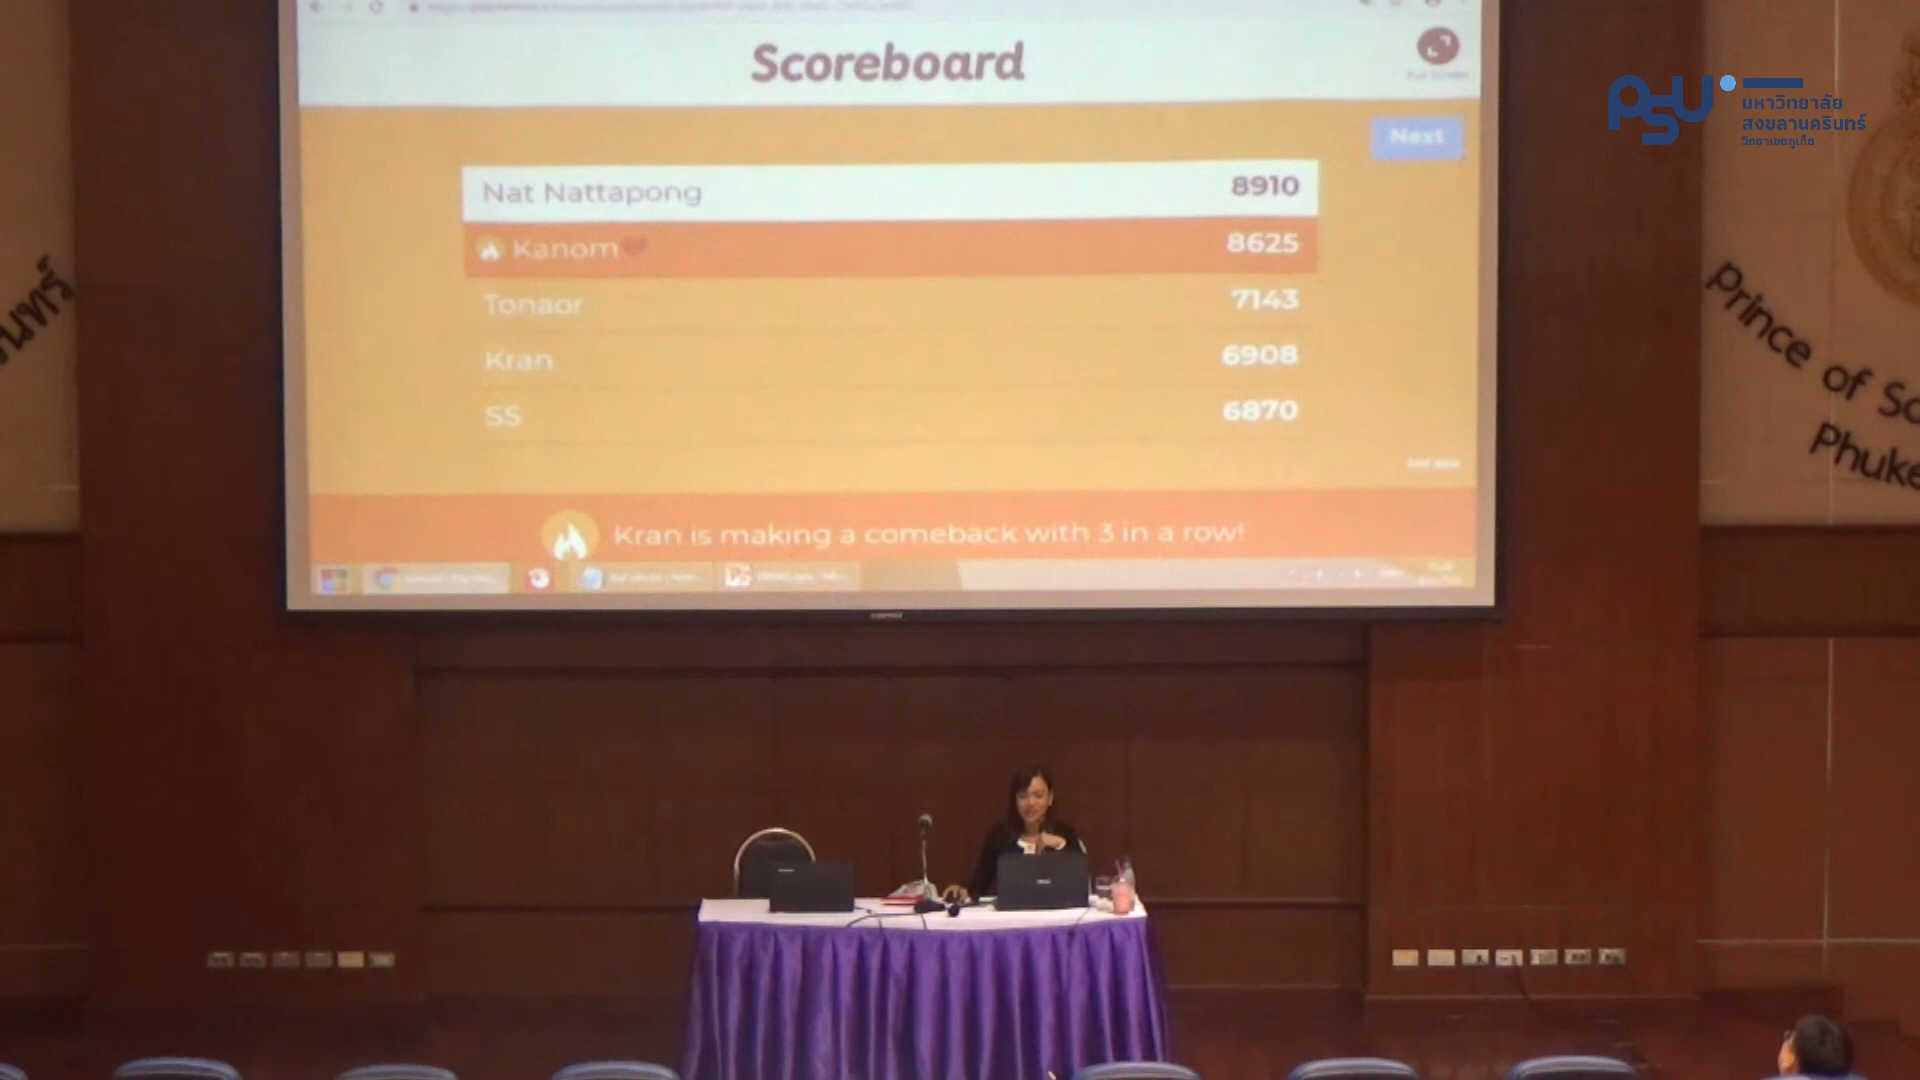 Scoreboard
Next
Nat Nattapong 8910
Kanom❤ 8625
Tonaor 7143
Kran 6908
SS 6870
Kran is making a comeback with 3 in a row!
PSU
มหาวิทยาลัย
สงขลานครินทร์
วิทยาเขตภูเก็ต
Prince of So
Phuke